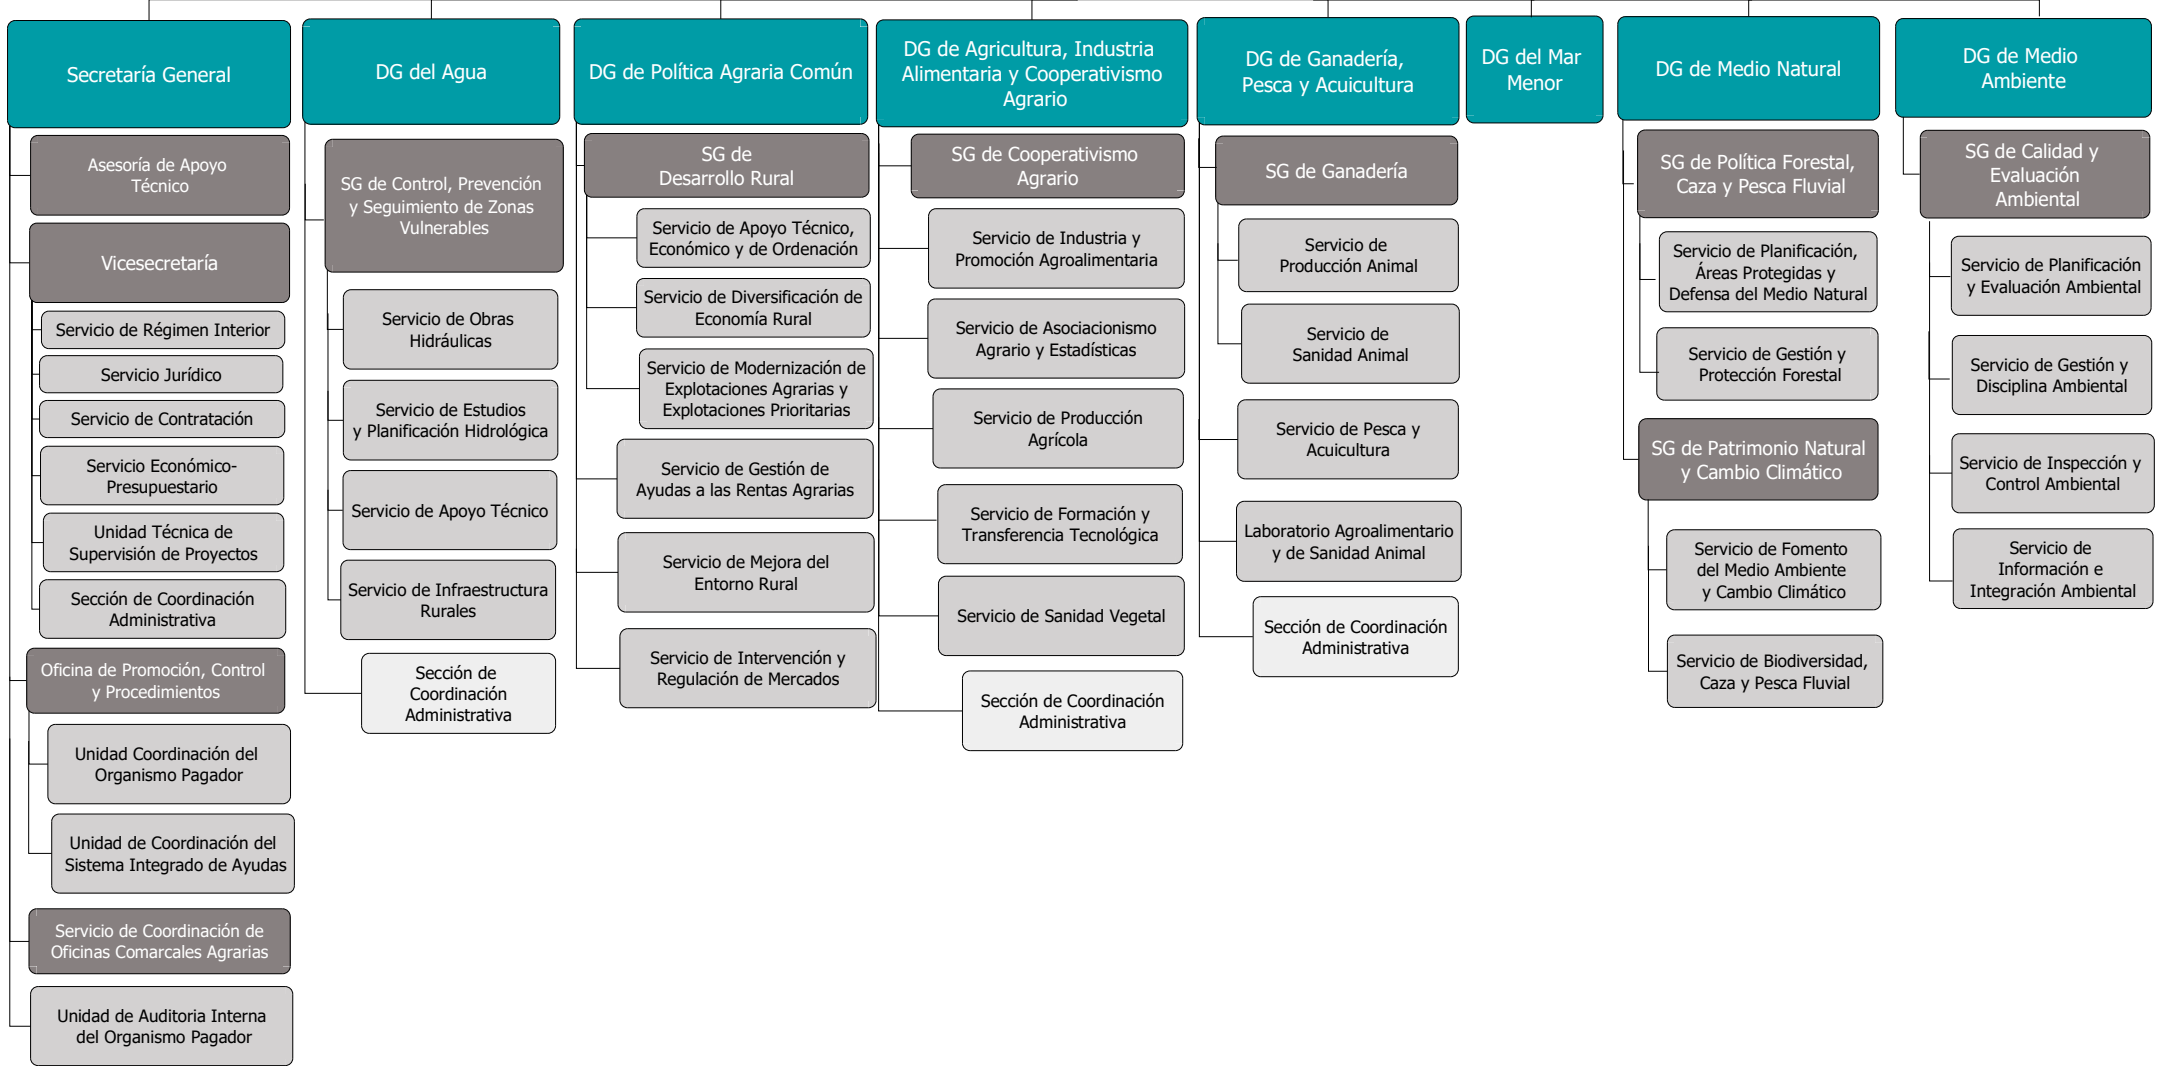 Secretaría General
Asesoría de Apoyo
Técnico
Vicesecretaría
Servicio de Régimen Interior
Servicio Jurídico
Servicio de Contratación
Servicio Económico-
Presupuestario
Unidad Técnica de
Supervisión de Proyectos
Sección de Coordinación
Administrativa
Oficina de Promoción, Control
y Procedimientos
Unidad Coordinación del
Organismo Pagador
Unidad de Coordinación del
Sistema Integrado de Ayudas
Servicio de Coordinación de
Oficinas Comarcales Agrarias
Unidad de Auditoria Interna
del Organismo Pagador
DG del Agua
SG de Control, Prevención
y Seguimiento de Zonas
Vulnerables
Servicio de Obras
Hidráulicas
Servicio de Estudios
y Planificación Hidrológica
Servicio de Apoyo Técnico
Servicio de Infraestructura
Rurales
Sección de
Coordinación
Administrativa
DG de Política Agraria Común
SG de
Desarrollo Rural
Servicio de Apoyo Técnico,
Económico y de Ordenación
Servicio de Diversificación de
Economía Rural
Servicio de Modernización de
Explotaciones Agrarias y
Explotaciones Prioritarias
Servicio de Gestión de
Ayudas a las Rentas Agrarias
Servicio de Mejora del
Entorno Rural
Servicio de Intervención y
Regulación de Mercados
DG de Agricultura, Industria
Alimentaria y Cooperativismo
Agrario
SG de Cooperativismo
Agrario
Servicio de Industria y
Promoción Agroalimentaria
Servicio de Asociacionismo
Agrario y Estadísticas
Servicio de Producción
Agrícola
Servicio de Formación y
Transferencia Tecnológica
Servicio de Sanidad Vegetal
Sección de Coordinación
Administrativa
DG de Ganadería,
Pesca y Acuicultura
SG de Ganadería
Servicio de
Producción Animal
Servicio de
Sanidad Animal
Servicio de Pesca y
Acuicultura
Laboratorio Agroalimentario
y de Sanidad Animal
Sección de Coordinación
Administrativa
DG del Mar
Menor
DG de Medio Natural
SG de Política Forestal,
Caza y Pesca Fluvial
Servicio de Planificación,
Áreas Protegidas y
Defensa del Medio Natural
Servicio de Gestión y
Protección Forestal
SG de Patrimonio Natural
y Cambio Climático
Servicio de Fomento
del Medio Ambiente
y Cambio Climático
Servicio de Biodiversidad,
Caza y Pesca Fluvial
DG de Medio
Ambiente
SG de Calidad y
Evaluación
Ambiental
Servicio de Planificación
y Evaluación Ambiental
Servicio de Gestión y
Disciplina Ambiental
Servicio de Inspección y
Control Ambiental
Servicio de
Información e
Integración Ambiental